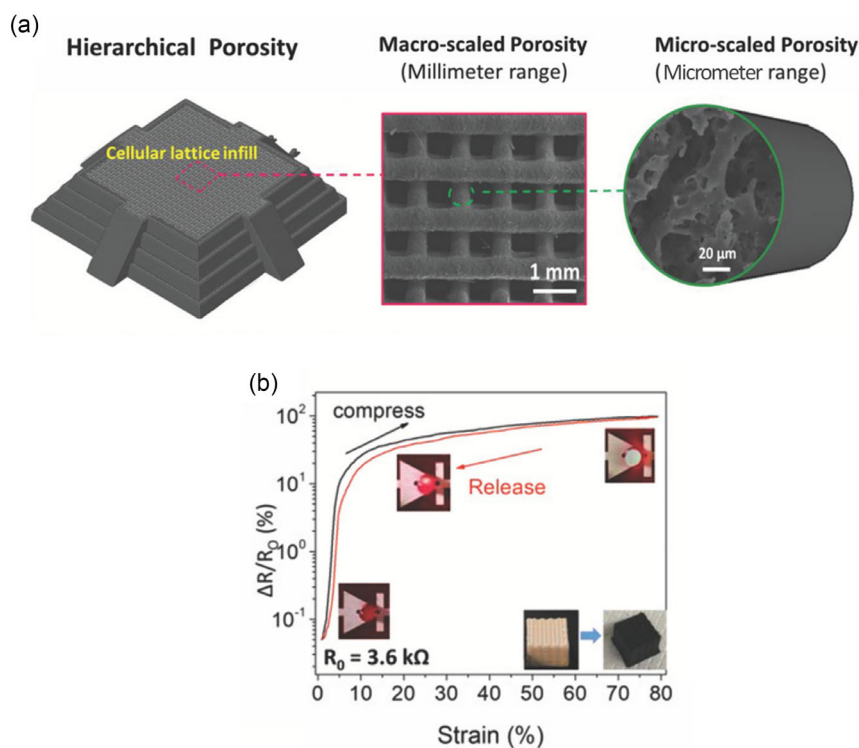 (a)
Hierarchical Porosity
Macro-scaled Porosity
(Millimeter range)
Micro-scaled Porosity
(Micrometer range)
Cellular lattice infill
1 mm
20 µm
(b)
ΔR/R₀ (%)
10²
10¹
10⁰
10⁻¹
compress
Release
R₀ = 3.6 kΩ
0 10 20 30 40 50 60 70 80
Strain (%)